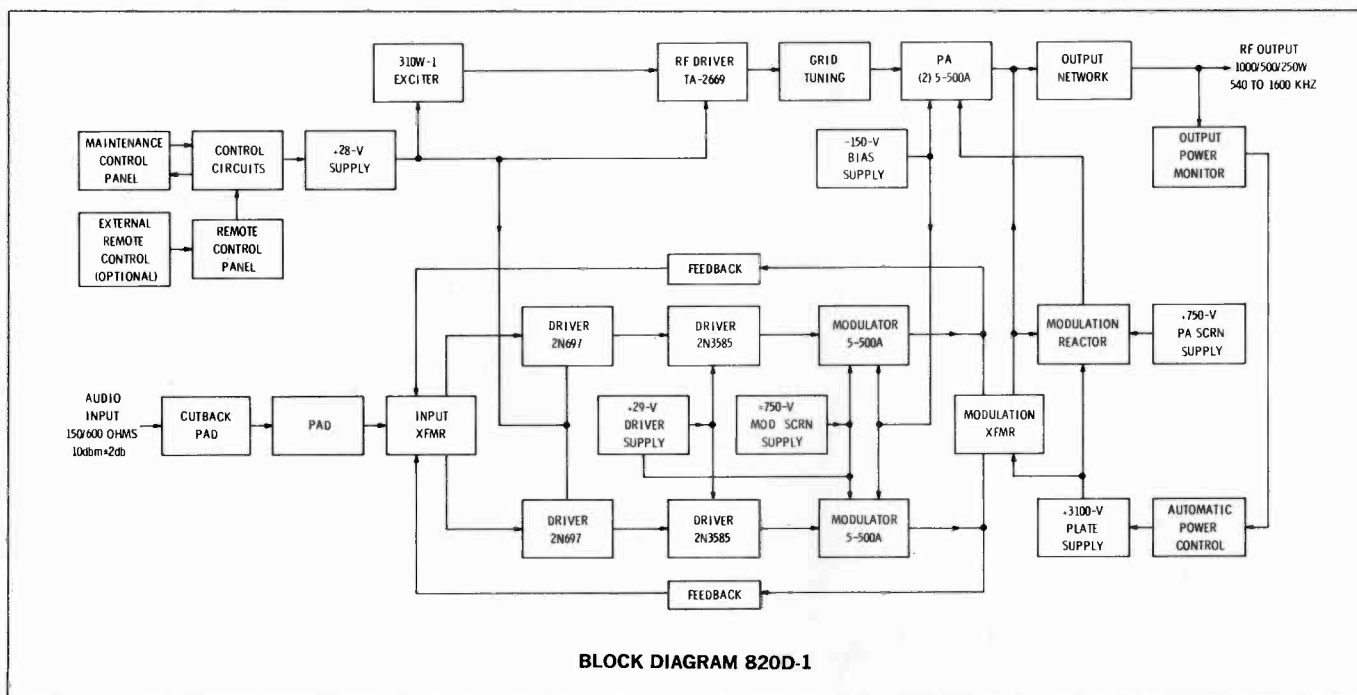 310W-1
EXCITER
RF DRIVER
TA-2669
GRID
TUNING
PA
(2) 5-500A
OUTPUT
NETWORK
RF OUTPUT
1000/500/250W
540 TO 1600 KHZ
MAINTENANCE
CONTROL
PANEL
CONTROL
CIRCUITS
+28-V
SUPPLY
-150-V
BIAS
SUPPLY
OUTPUT
POWER
MONITOR
EXTERNAL
REMOTE
CONTROL
(OPTIONAL)
REMOTE
CONTROL
PANEL
FEEDBACK
DRIVER
2N697
DRIVER
2N3585
MODULATOR
5-500A
MODULATION
REACTOR
+750-V
PA SCRN
SUPPLY
AUDIO
INPUT
150/600 OHMS
10dbm±2db
CUTBACK
PAD
PAD
INPUT
XFMR
+29-V
DRIVER
SUPPLY
+750-V
MOD SCRN
SUPPLY
MODULATION
XFMR
DRIVER
2N697
DRIVER
2N3585
MODULATOR
5-500A
+3100-V
PLATE
SUPPLY
AUTOMATIC
POWER
CONTROL
FEEDBACK
BLOCK DIAGRAM 820D-1